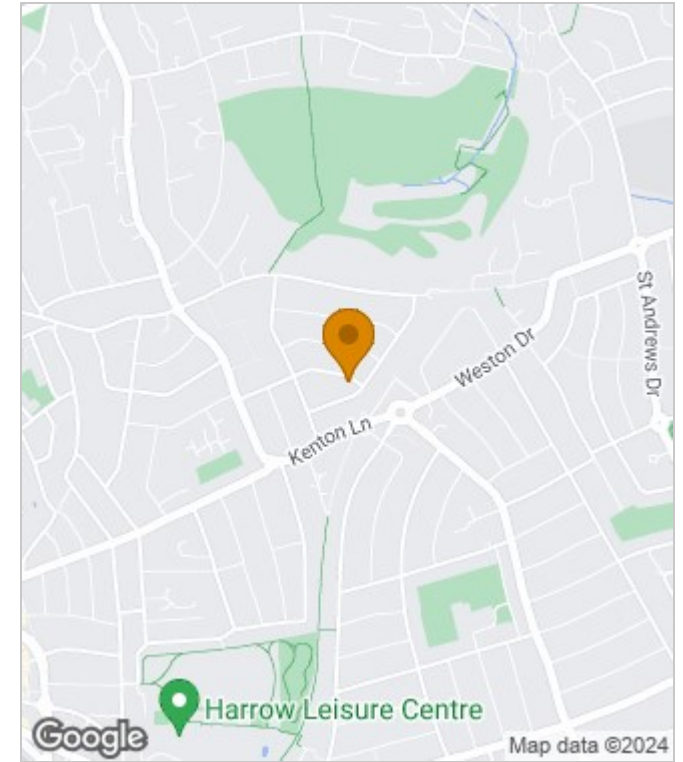 St Andrews Dr
Weston Dr
Kenton Ln
Harrow Leisure Centre
Google
Map data ©2024